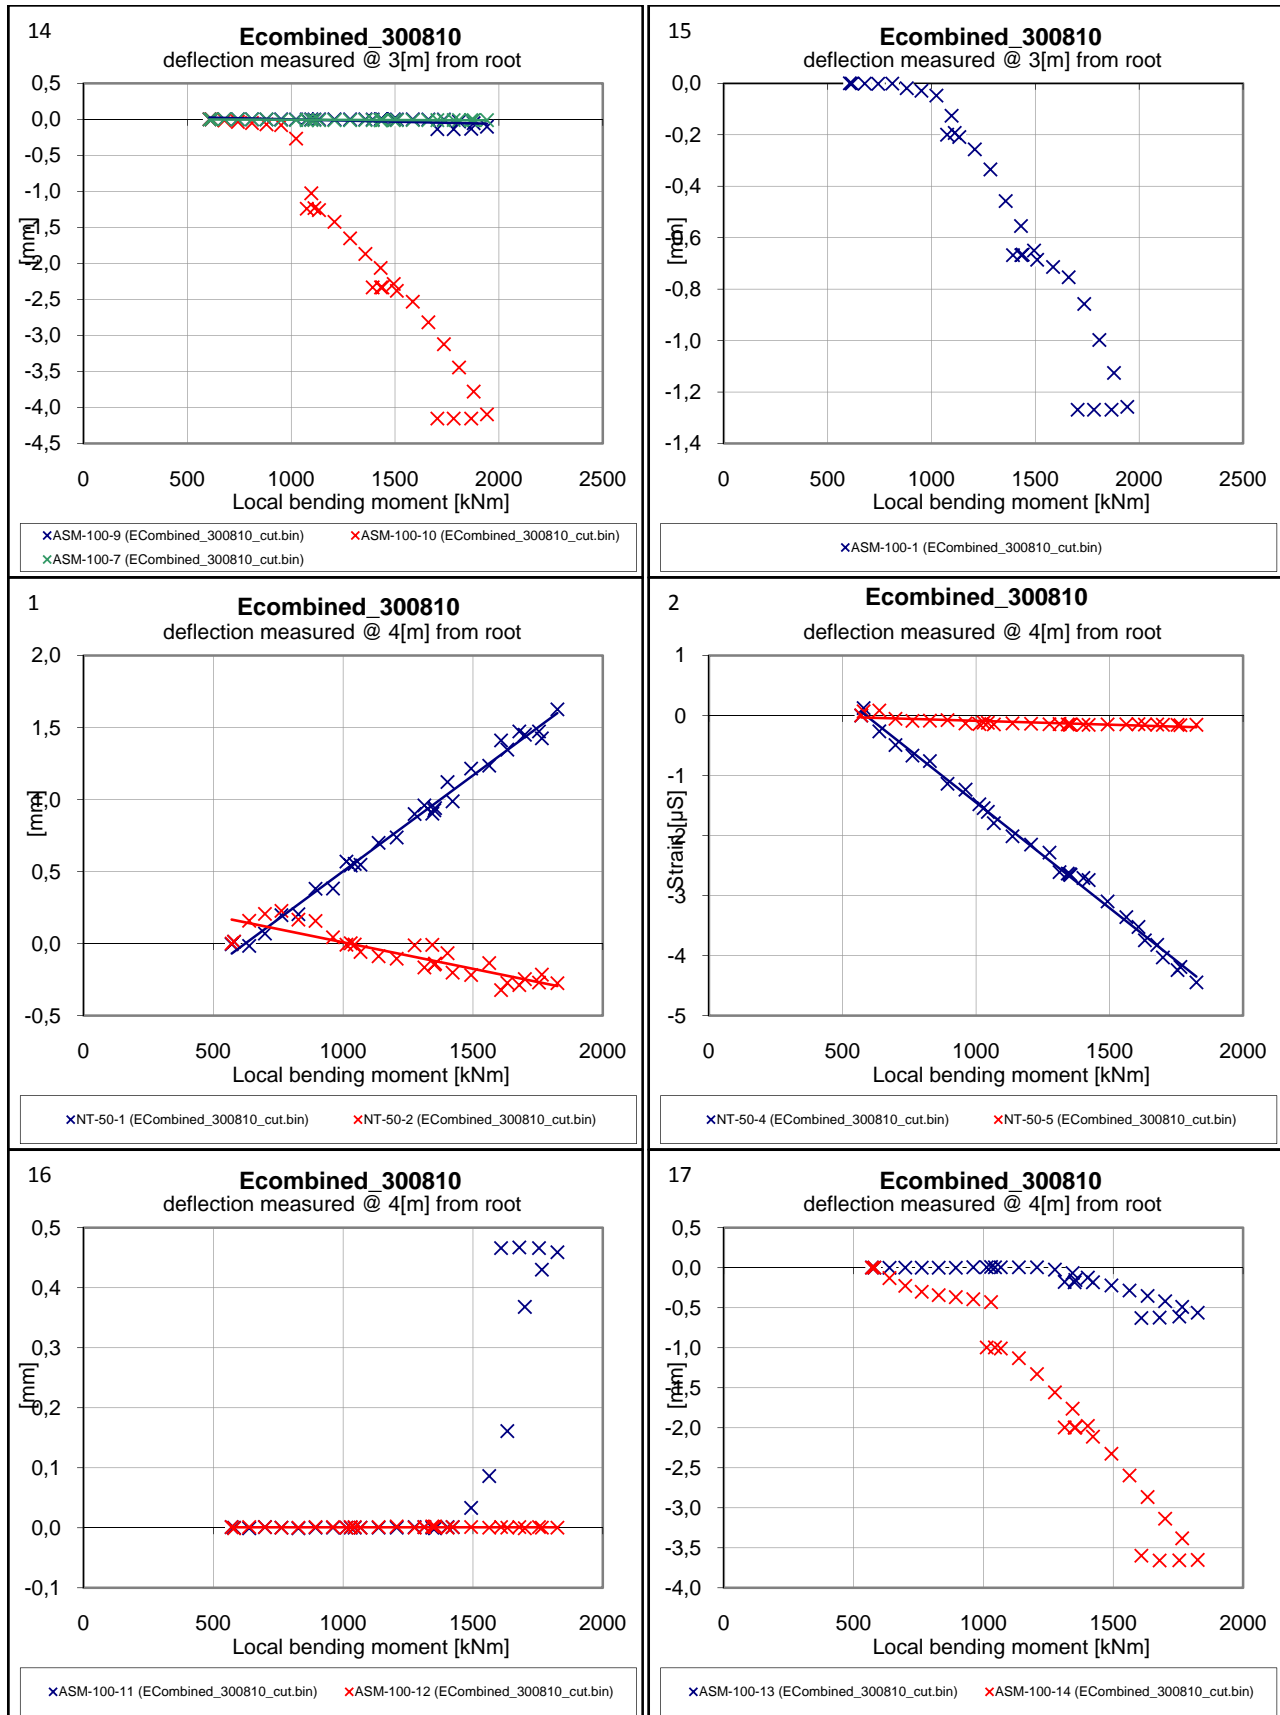 14
Ecombined_300810
deflection measured @ 3[m] from root
0,5
0,0
-0,5
-1,0
-1,5
-2,0
-2,5
-3,0
-3,5
-4,0
-4,5
[mm]
0 500 1000 1500 2000 2500
Local bending moment [kNm]
ASM-100-9 (ECombined_300810_cut.bin) ASM-100-10 (ECombined_300810_cut.bin)
ASM-100-7 (ECombined_300810_cut.bin)
15
Ecombined_300810
deflection measured @ 3[m] from root
0,0
-0,2
-0,4
-0,6
-0,8
-1,0
-1,2
-1,4
[mm]
0 500 1000 1500 2000 2500
Local bending moment [kNm]
ASM-100-1 (ECombined_300810_cut.bin)
1
Ecombined_300810
deflection measured @ 4[m] from root
2,0
1,5
1,0
0,5
0,0
-0,5
[mm]
0 500 1000 1500 2000
Local bending moment [kNm]
NT-50-1 (ECombined_300810_cut.bin) NT-50-2 (ECombined_300810_cut.bin)
2
Ecombined_300810
deflection measured @ 4[m] from root
1
0
-1
-2
-3
-4
-5
Strain [µS]
0 500 1000 1500 2000
Local bending moment [kNm]
NT-50-4 (ECombined_300810_cut.bin) NT-50-5 (ECombined_300810_cut.bin)
16
Ecombined_300810
deflection measured @ 4[m] from root
0,5
0,4
0,3
0,2
0,1
0,0
-0,1
[mm]
0 500 1000 1500 2000
Local bending moment [kNm]
ASM-100-11 (ECombined_300810_cut.bin) ASM-100-12 (ECombined_300810_cut.bin)
17
Ecombined_300810
deflection measured @ 4[m] from root
0,5
0,0
-0,5
-1,0
-1,5
-2,0
-2,5
-3,0
-3,5
-4,0
[mm]
0 500 1000 1500 2000
Local bending moment [kNm]
ASM-100-13 (ECombined_300810_cut.bin) ASM-100-14 (ECombined_300810_cut.bin)